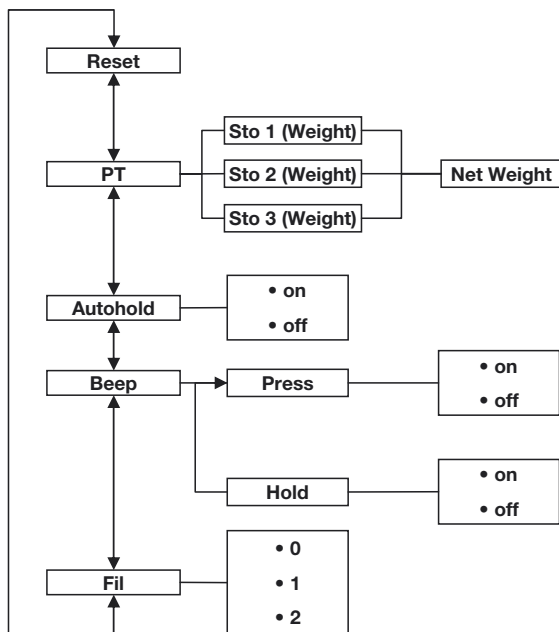 Reset
Sto 1 (Weight)
PT
Sto 2 (Weight)
Net Weight
Sto 3 (Weight)
Autohold
• on
• off
Beep
Press
• on
• off
Hold
• on
• off
Fil
• 0
• 1
• 2